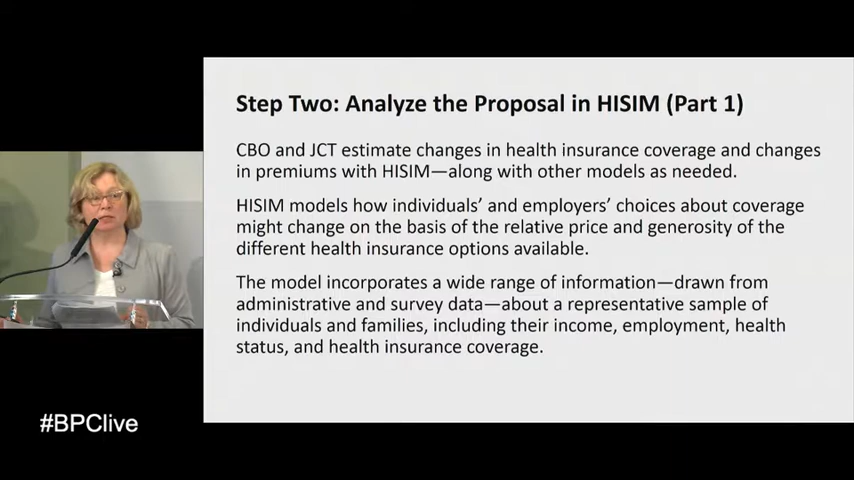 Step Two: Analyze the Proposal in HISIM (Part 1)
CBO and JCT estimate changes in health insurance coverage and changes
in premiums with HISIM—along with other models as needed.
HISIM models how individuals’ and employers’ choices about coverage
might change on the basis of the relative price and generosity of the
different health insurance options available.
The model incorporates a wide range of information—drawn from
administrative and survey data—about a representative sample of
individuals and families, including their income, employment, health
status, and health insurance coverage.
#BPClive